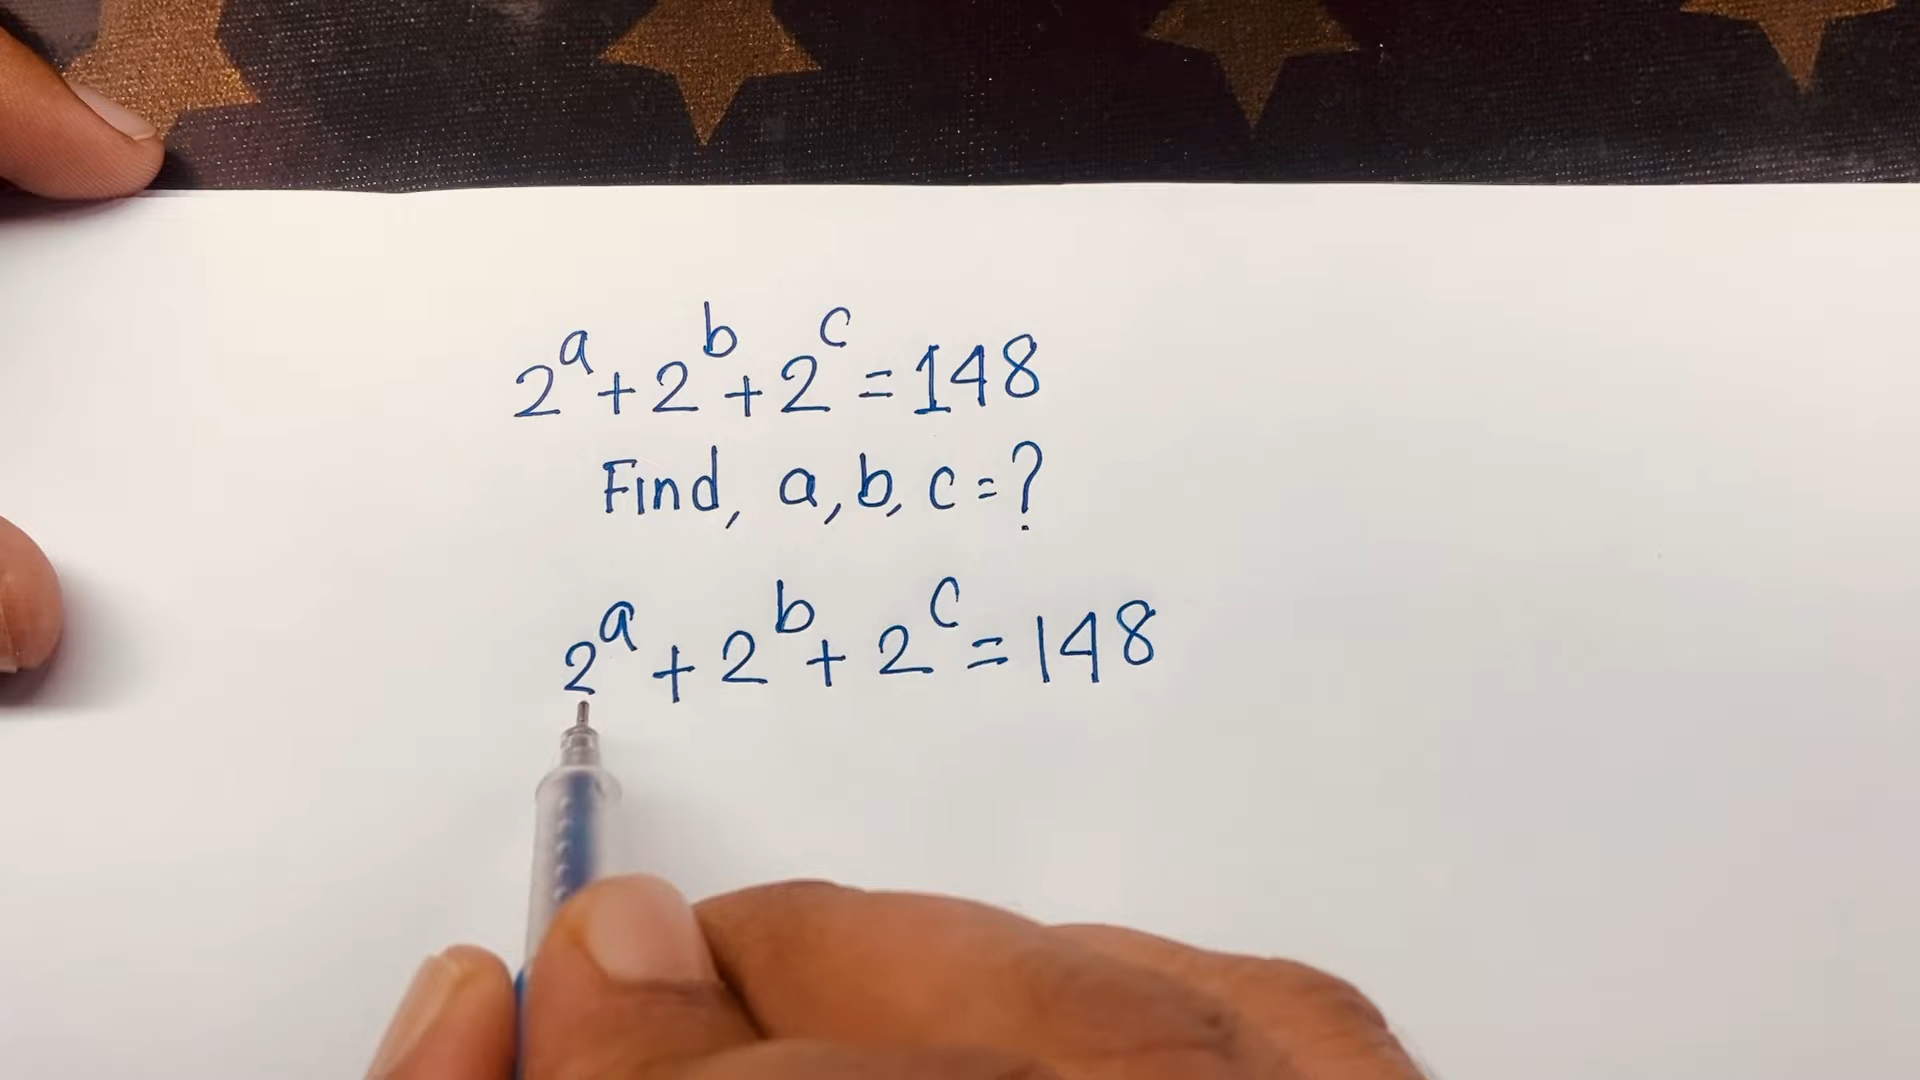 2^a + 2^b + 2^c = 148
Find, a, b, c = ?
2^a + 2^b + 2^c = 148